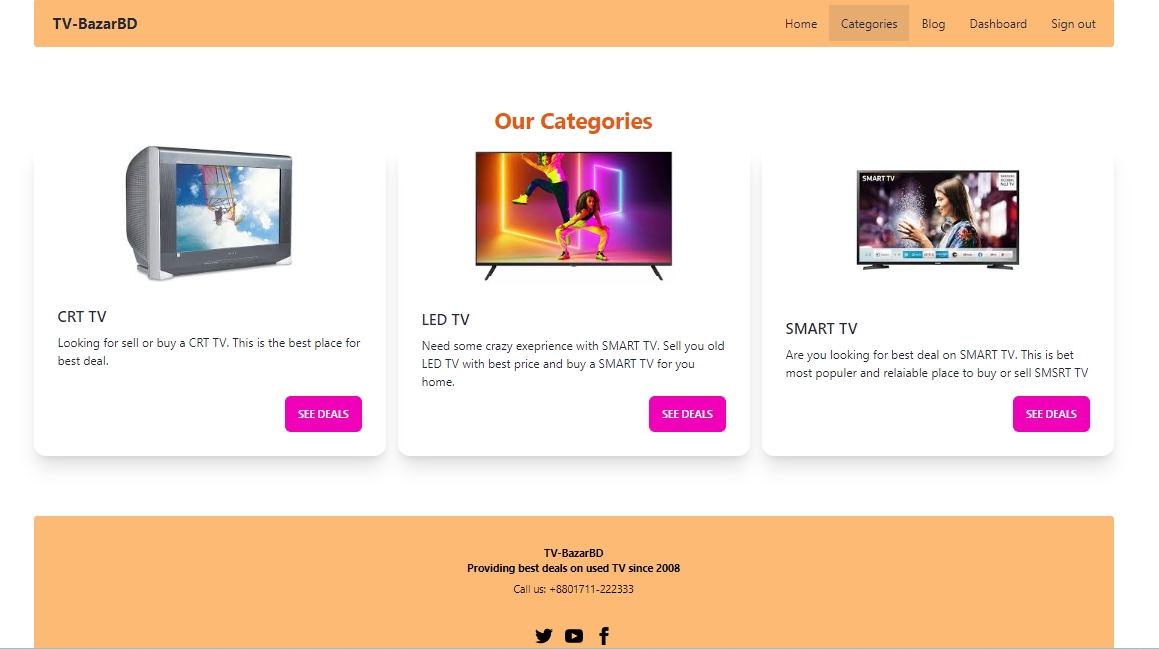 TV-BazarBD
Home Categories Blog Dashboard Sign out
Our Categories
SMART TV
CRT TV
Looking for sell or buy a CRT TV. This is the best place for
best deal.
SEE DEALS
LED TV
Need some crazy exeprience with SMART TV. Sell you old
LED TV with best price and buy a SMART TV for you
home.
SEE DEALS
SMART TV
Are you looking for best deal on SMART TV. This is bet
most populer and relaiable place to buy or sell SMSRT TV
SEE DEALS
TV-BazarBD
Providing best deals on used TV since 2008
Call us: +8801711-222333